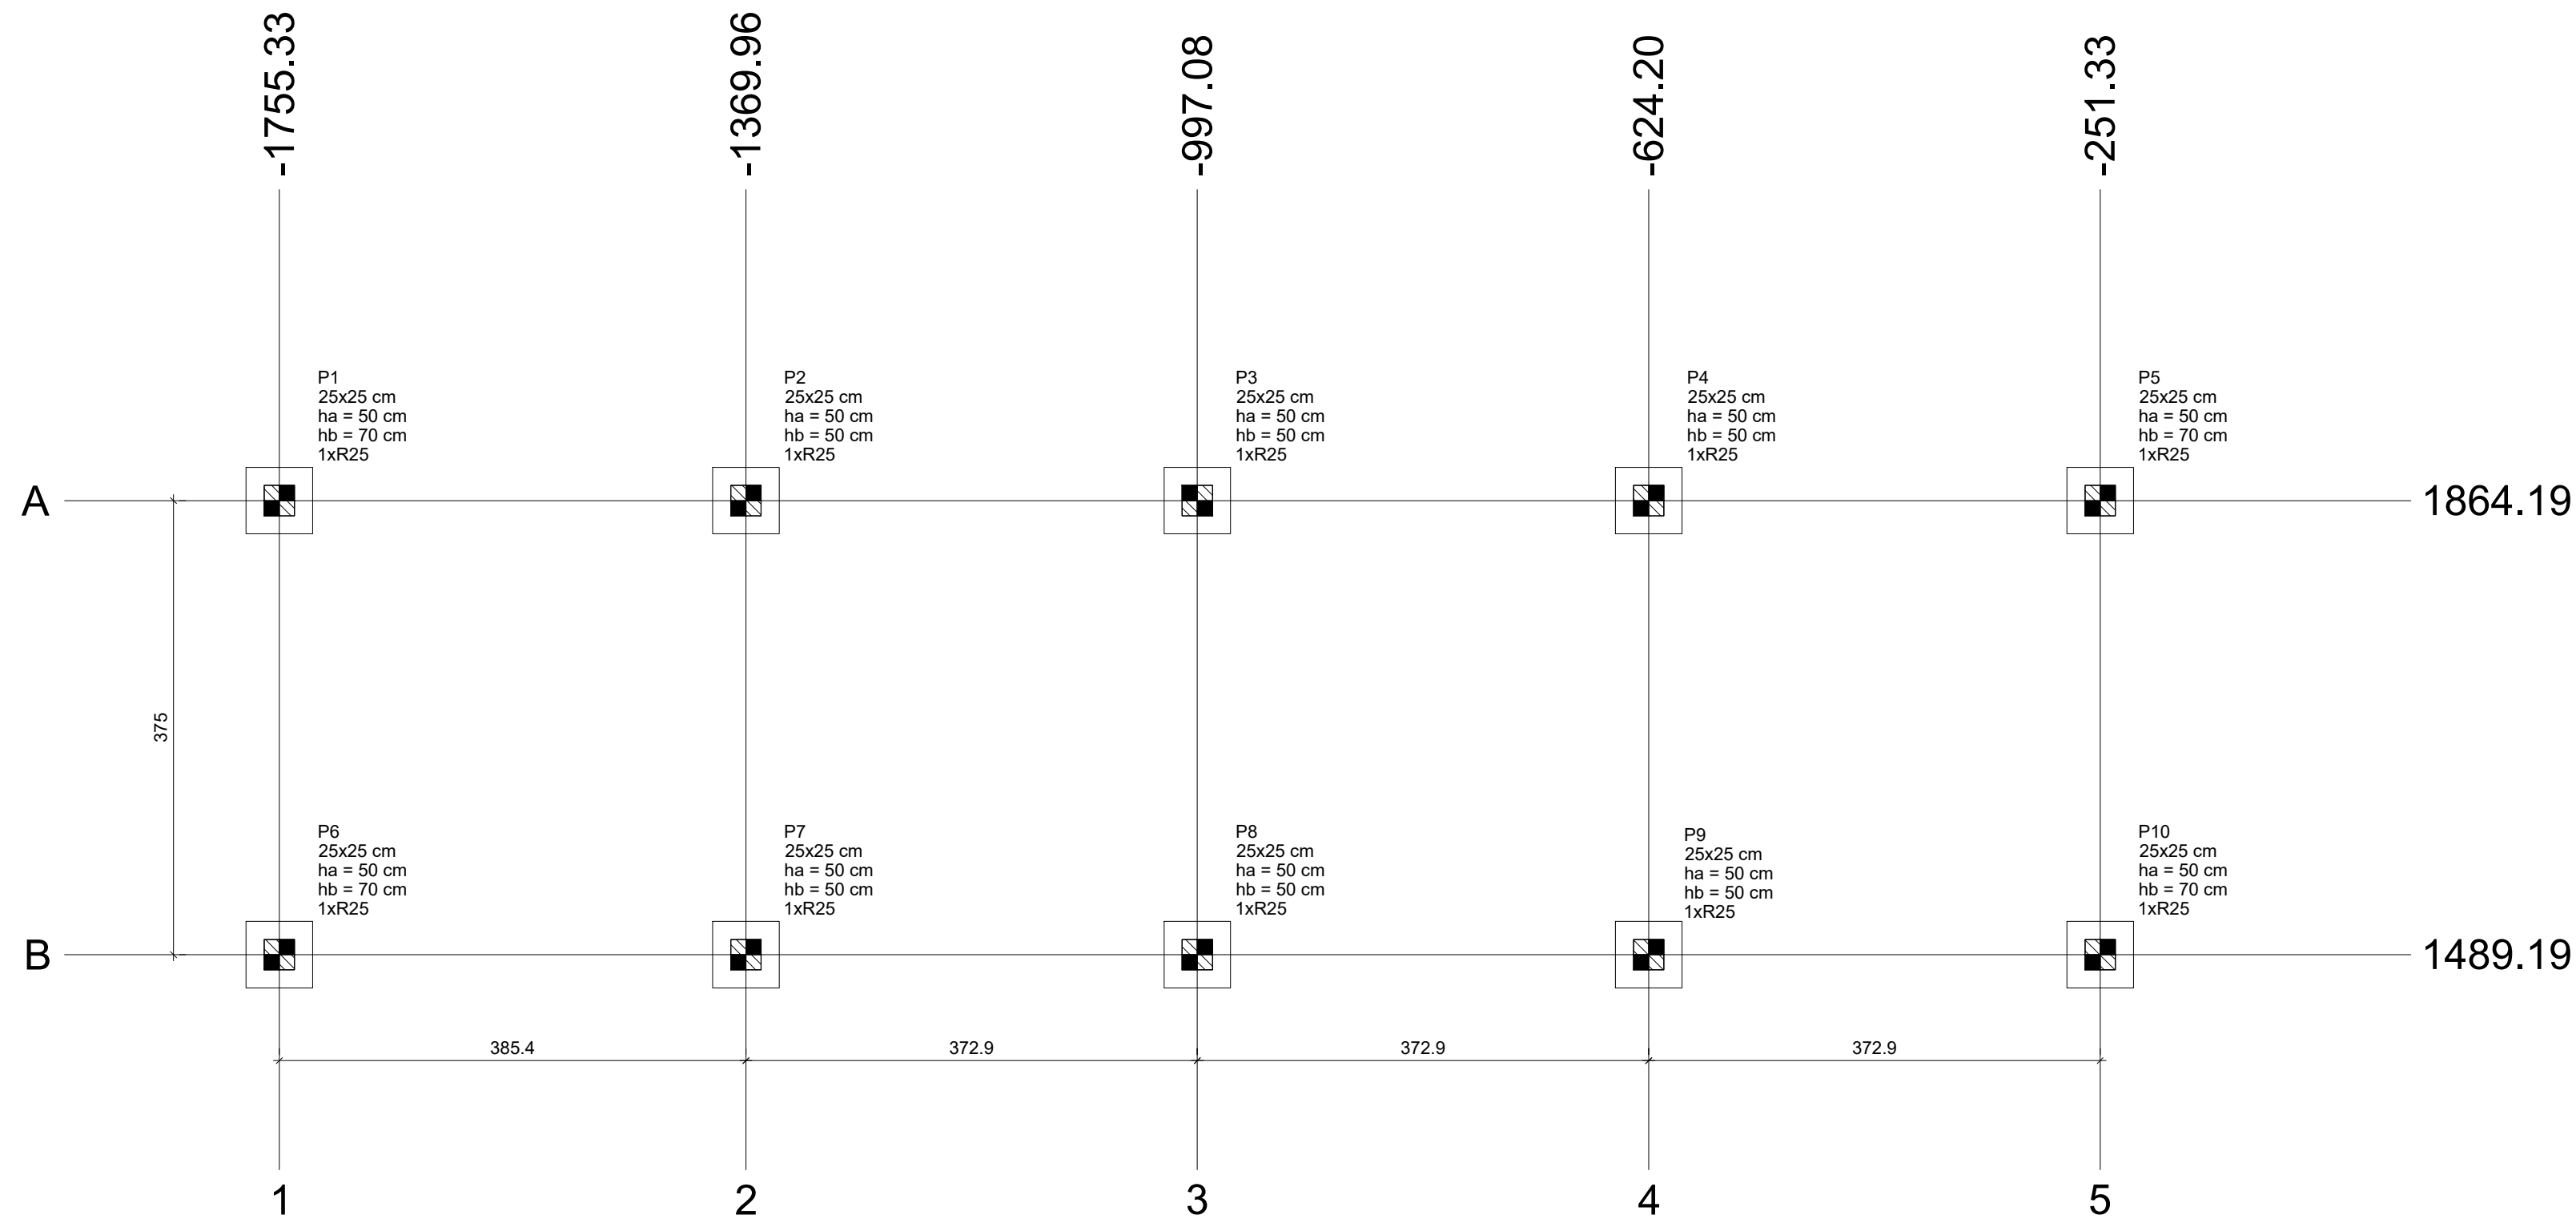 -1755.33
-1369.96
-997.08
-624.20
-251.33
P1
25x25 cm
ha = 50 cm
hb = 70 cm
1xR25
P2
25x25 cm
ha = 50 cm
hb = 50 cm
1xR25
P3
25x25 cm
ha = 50 cm
hb = 50 cm
1xR25
P4
25x25 cm
ha = 50 cm
hb = 50 cm
1xR25
P5
25x25 cm
ha = 50 cm
hb = 70 cm
1xR25
A
1864.19
375
P6
25x25 cm
ha = 50 cm
hb = 70 cm
1xR25
P7
25x25 cm
ha = 50 cm
hb = 50 cm
1xR25
P8
25x25 cm
ha = 50 cm
hb = 50 cm
1xR25
P9
25x25 cm
ha = 50 cm
hb = 50 cm
1xR25
P10
25x25 cm
ha = 50 cm
hb = 70 cm
1xR25
B
1489.19
385.4
372.9
372.9
372.9
1
2
3
4
5